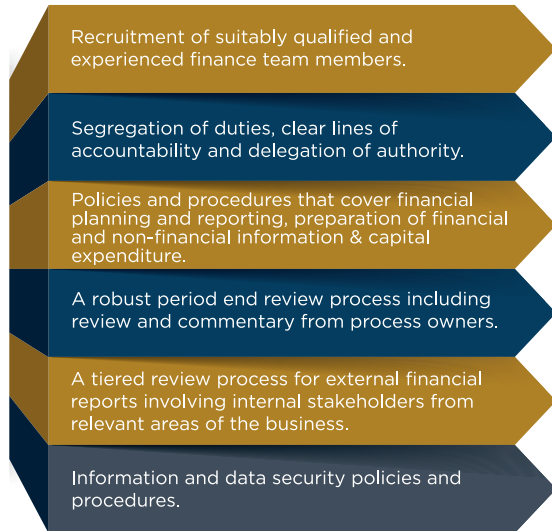 Recruitment of suitably qualified and
experienced finance team members.
Segregation of duties, clear lines of
accountability and delegation of authority.
Policies and procedures that cover financial
planning and reporting, preparation of financial
and non-financial information & capital
expenditure.
A robust period end review process including
review and commentary from process owners.
A tiered review process for external financial
reports involving internal stakeholders from
relevant areas of the business.
Information and data security policies and
procedures.